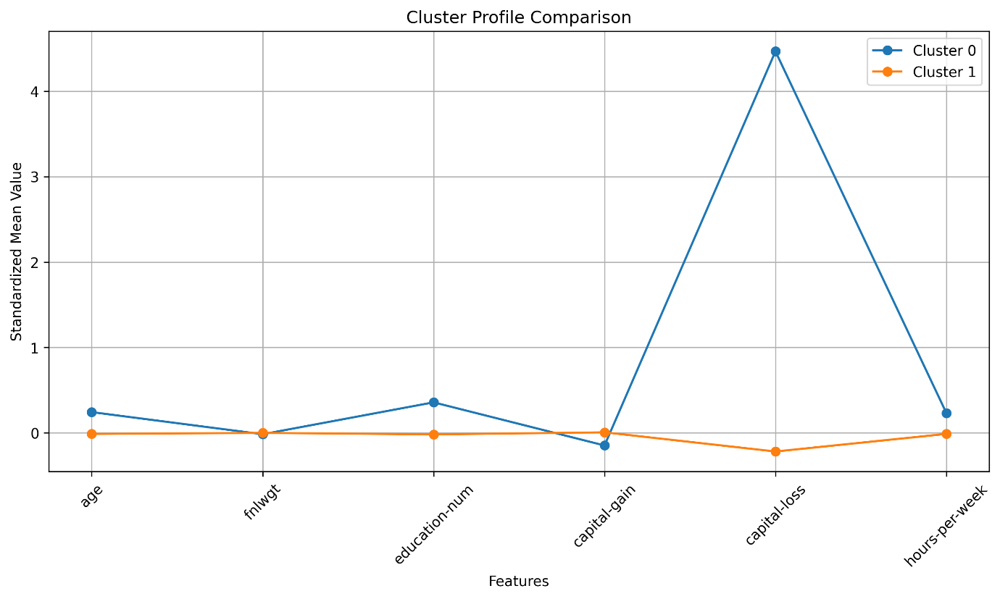 Cluster Profile Comparison
Cluster 0
Cluster 1
Standardized Mean Value
4
3
2
1
0
age
fnlwgt
education-num
capital-gain
capital-loss
hours-per-week
Features